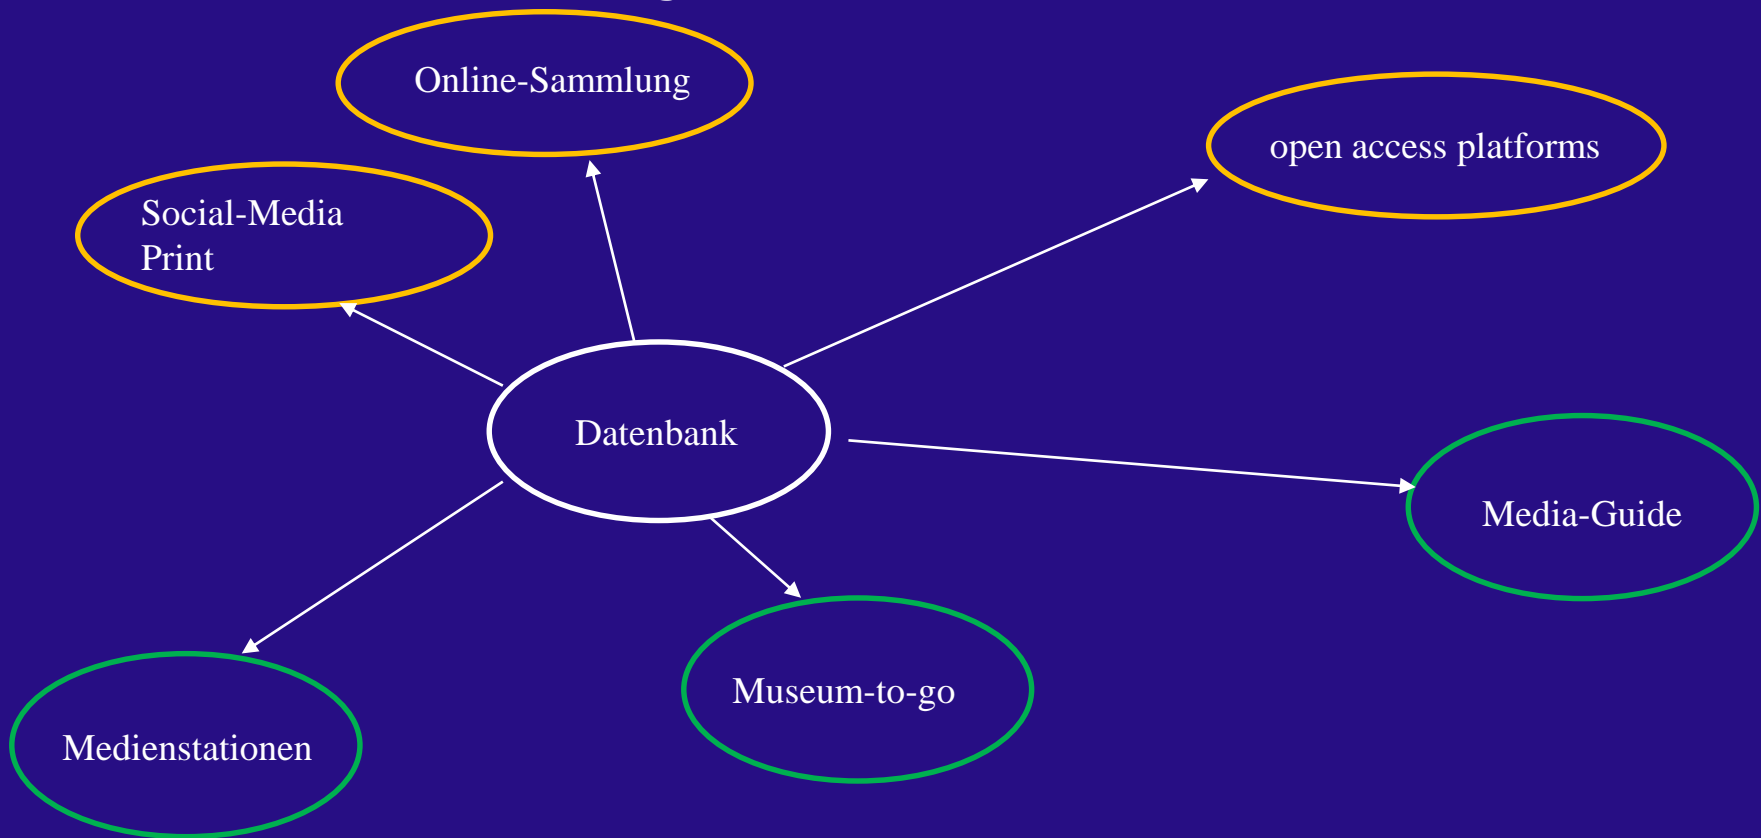 Online-Sammlung
open access platforms
Social-Media
Print
Datenbank
Media-Guide
Museum-to-go
Medienstationen